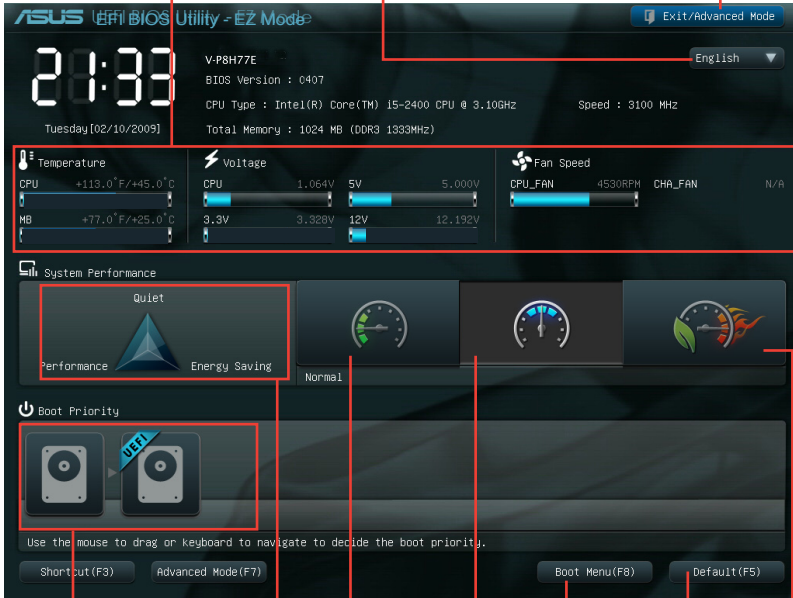 ASUS UEFI BIOS Utility - EZ Mode
Exit/Advanced Mode
21:33
Tuesday[02/10/2009]
V-P8H77E
English
BIOS Version : 0407
CPU Type : Intel(R) Core(TM) i5-2400 CPU @ 3.10GHz Speed : 3100 MHz
Total Memory : 1024 MB (DDR3 1333MHz)
Temperature
CPU +113.0°F/+45.0°C
MB +77.0°F/+25.0°C
Voltage
CPU 1.064V 5V 5.000V
3.3V 3.328V 12V 12.192V
Fan Speed
CPU_FAN 4530RPM CHA_FAN N/A
System Performance
Quiet
Performance Energy Saving
Normal
Boot Priority
UEFI
Use the mouse to drag or keyboard to navigate to decide the boot priority.
Shortcut(F3) Advanced Mode(F7) Boot Menu(F8) Default(F5)